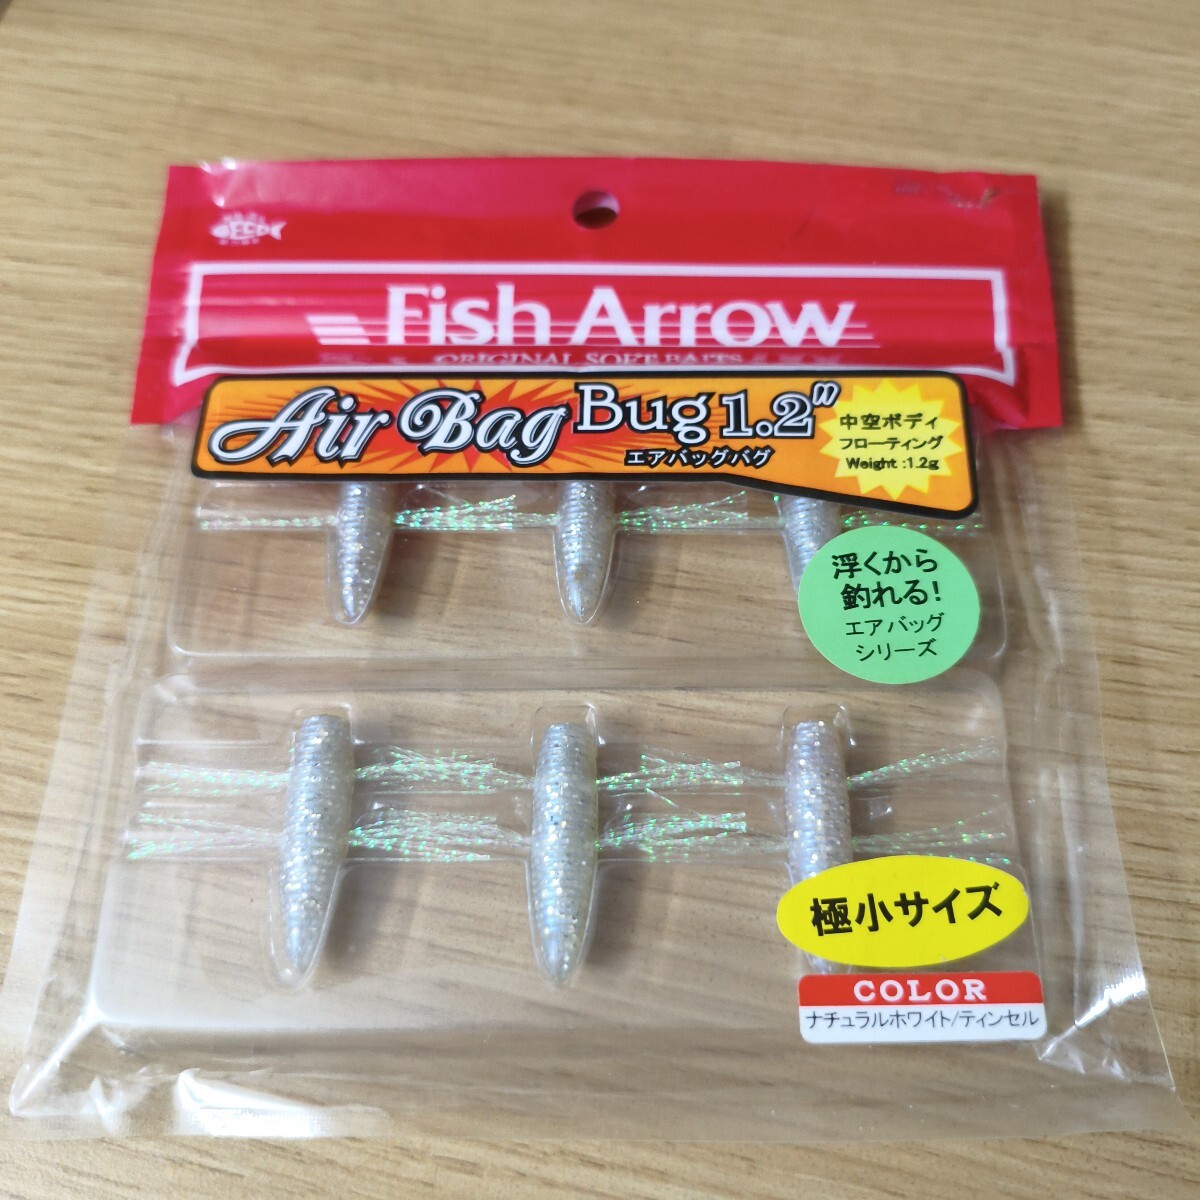 ECO
Fish Arrow
ORIGINAL SOFT BAITS
Air Bag Bug 1.2"
エアバッグバグ
中空ボディ
フローティング
Weight :1.2g
浮くから
釣れる!
エアバッグ
シリーズ
極小サイズ
COLOR
ナチュラルホワイト/ティンセル